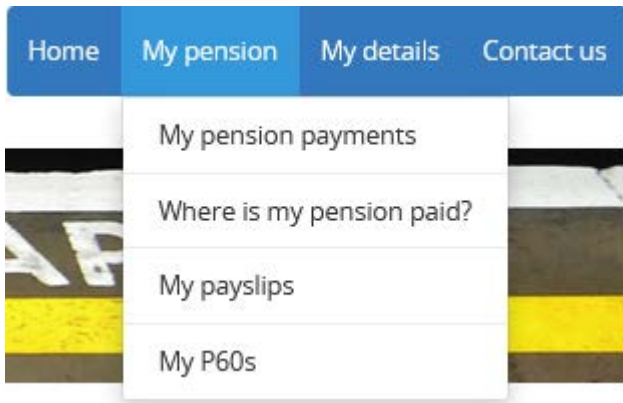 Home My pension My details Contact us
My pension payments
Where is my pension paid?
My payslips
My P60s